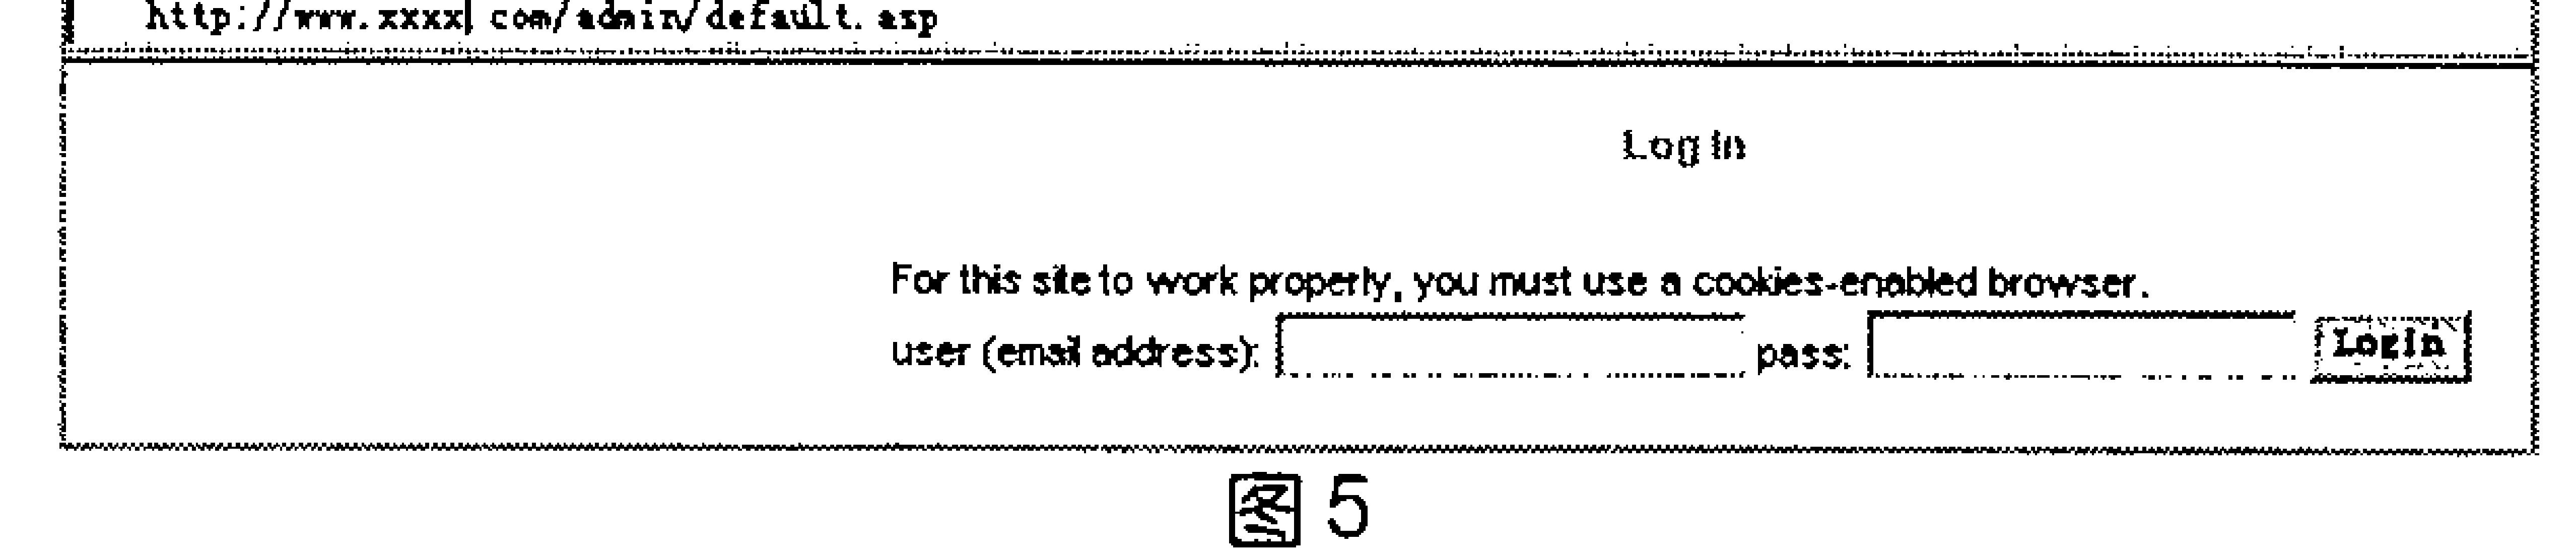 http://www.xxxx.com/admin/default.asp
Log in
For this site to work properly, you must use a cookies-enabled browser.
user (email address): pass: Login
图 5